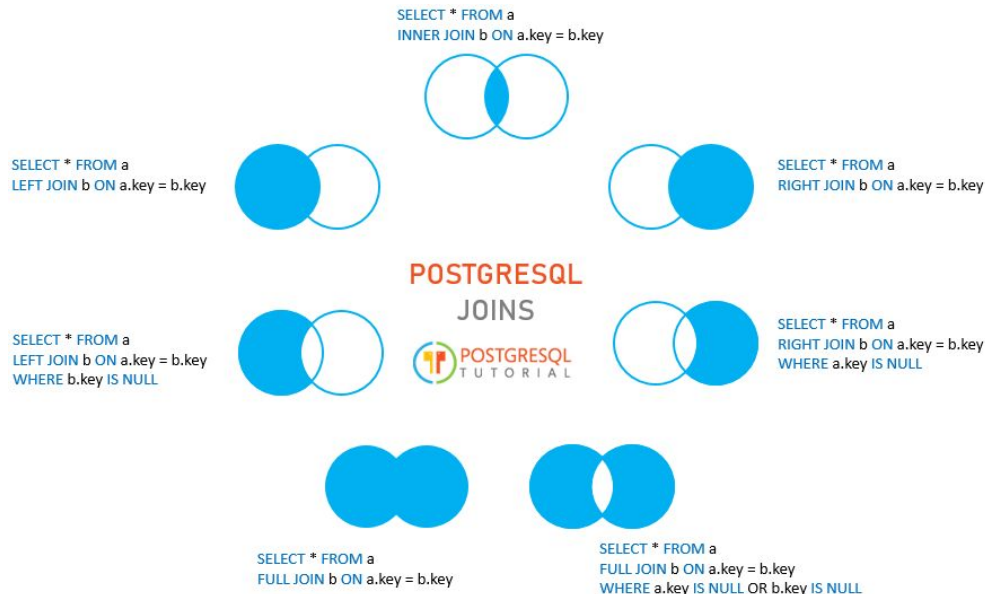 SELECT * FROM a
INNER JOIN b ON a.key = b.key
SELECT * FROM a
LEFT JOIN b ON a.key = b.key
SELECT * FROM a
RIGHT JOIN b ON a.key = b.key
POSTGRESQL
JOINS
POSTGRESQL
TUTORIAL
SELECT * FROM a
LEFT JOIN b ON a.key = b.key
WHERE b.key IS NULL
SELECT * FROM a
RIGHT JOIN b ON a.key = b.key
WHERE a.key IS NULL
SELECT * FROM a
FULL JOIN b ON a.key = b.key
SELECT * FROM a
FULL JOIN b ON a.key = b.key
WHERE a.key IS NULL OR b.key IS NULL